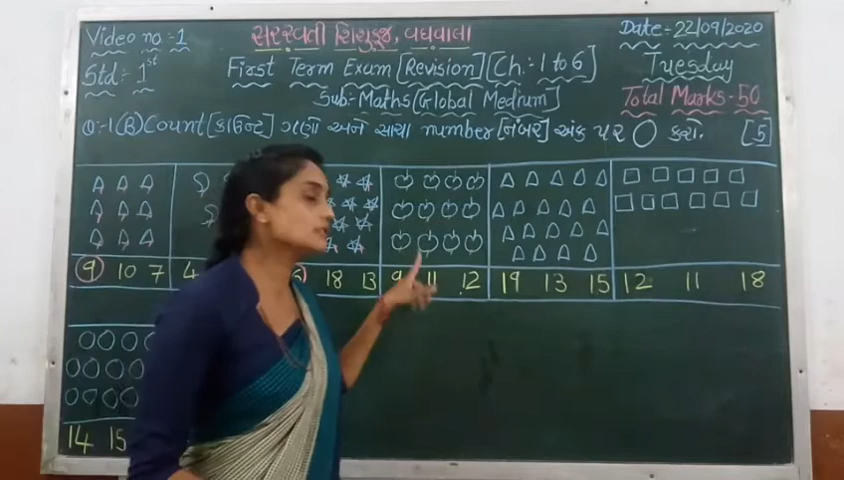 Video no :- 1
સરસ્વતી શિશુકુંજ, વઘવાલા
Date:- 22/09/2020
Std:- 1st
First Term Exam [Revision] [Ch.: 1 to 6]
Tuesday
Sub:- Maths [Global Medium]
Total Marks - 50
Q:-1 (B) Count [કાઉન્ટ] ગણો અને સાચા number [નંબર] અંક પર O કરો. [5]
9 10 7
4
18 13
9 11 12
19 13 15
12 11 18
14 15